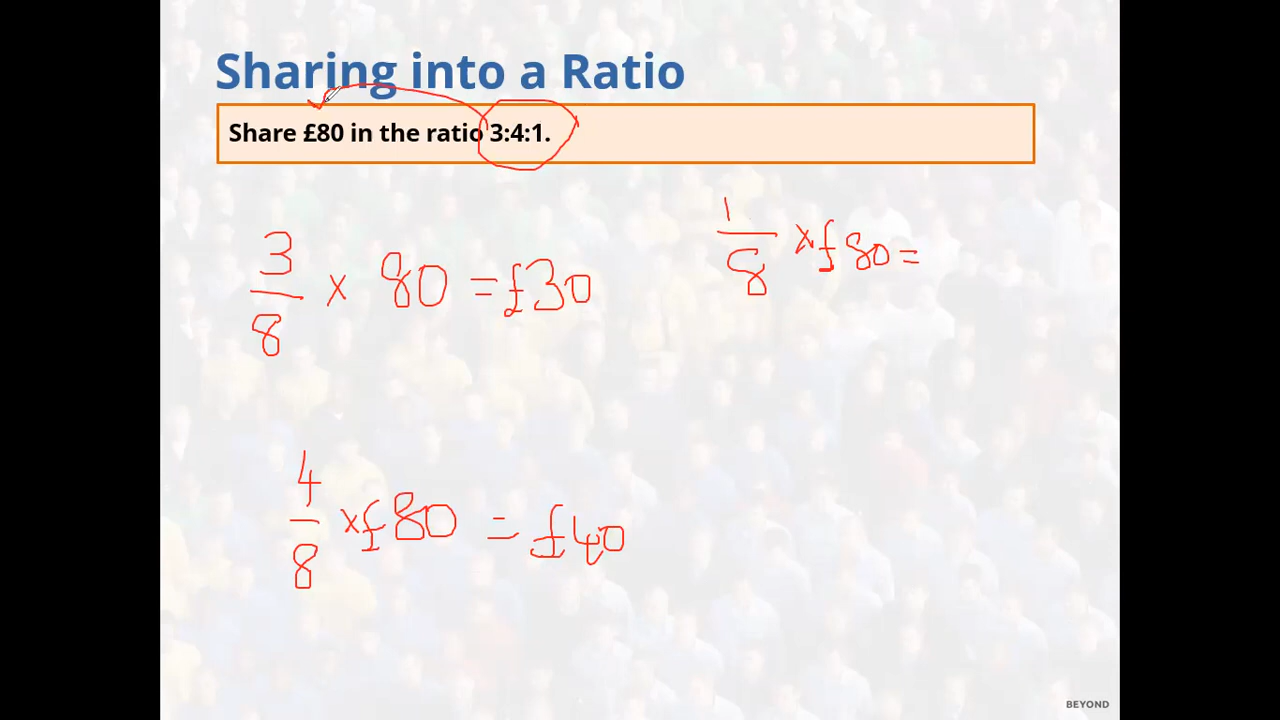 Sharing into a Ratio
Share £80 in the ratio 3:4:1.
3/8 × 80 = £30
1/8 × £80 =
4/8 × £80 = £40
BEYOND